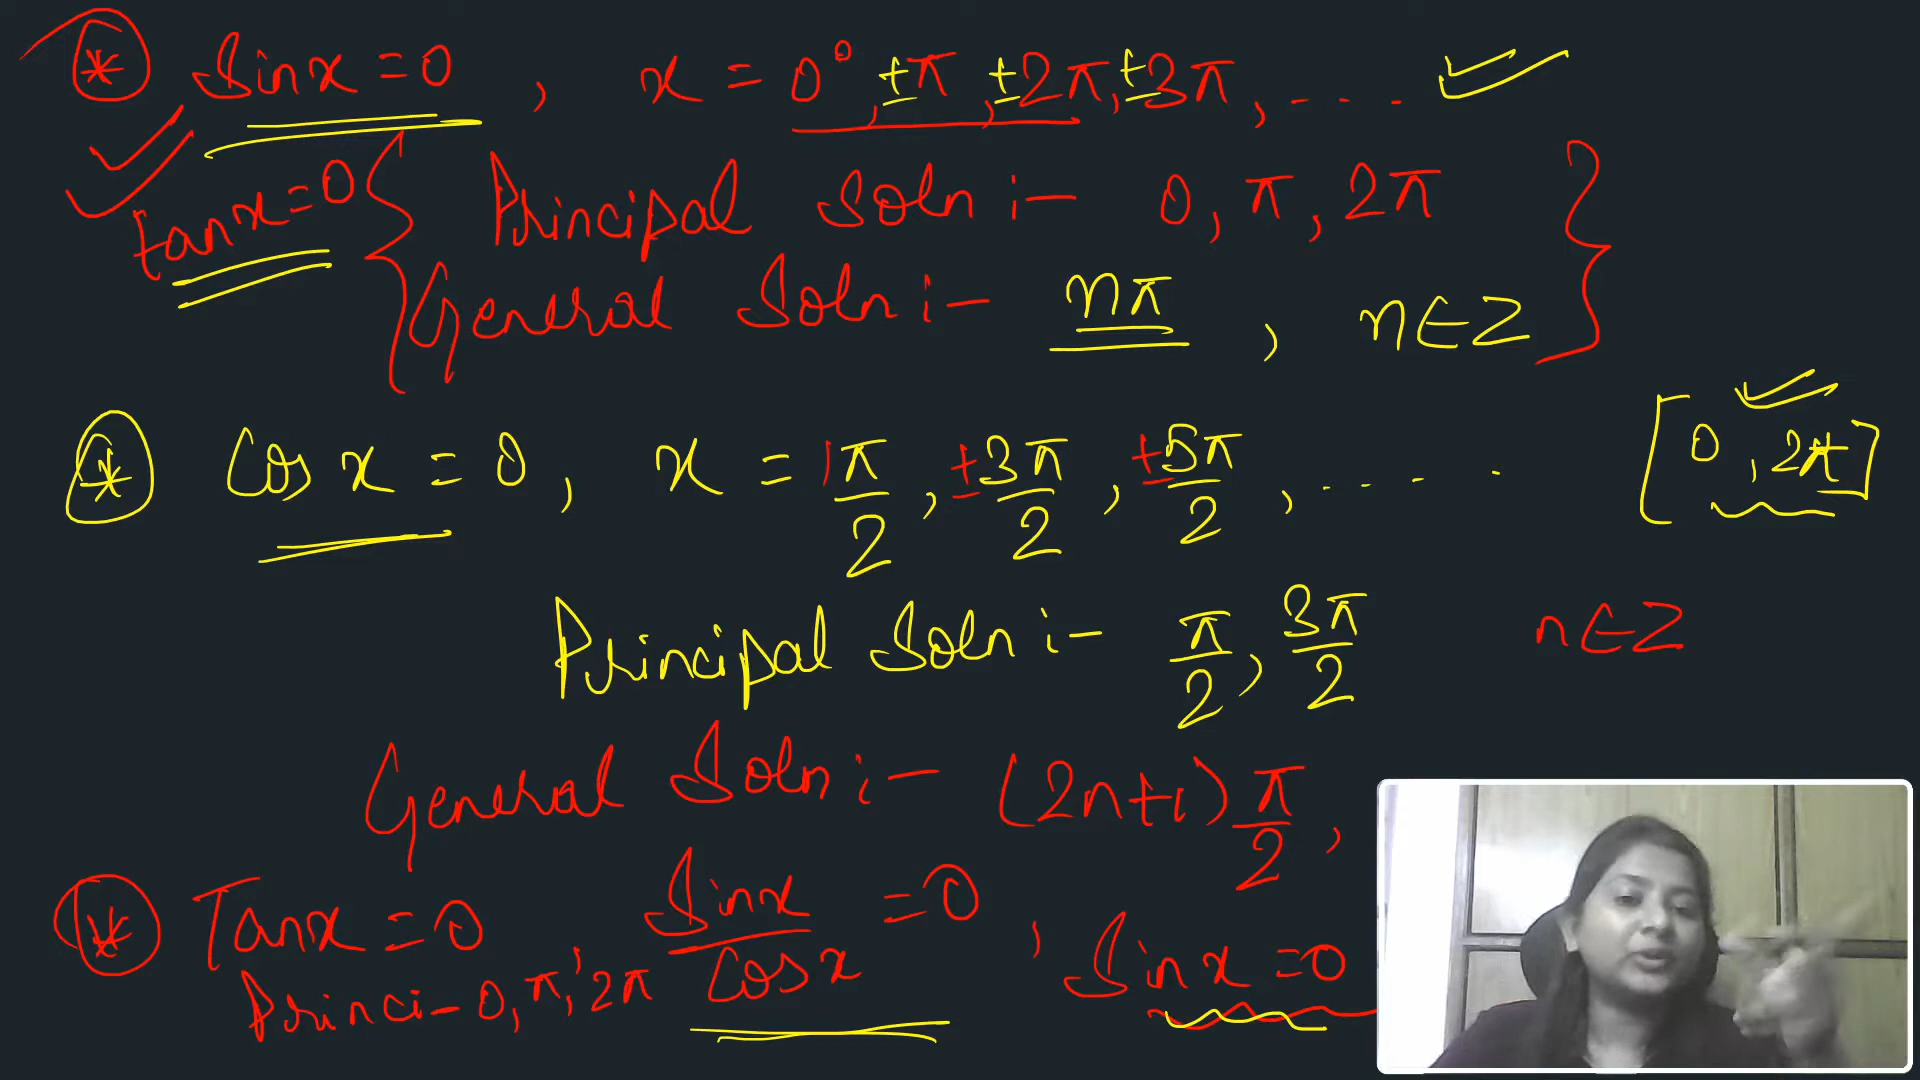 * Sinx=0 , x = 0⁰, ±π, ±2π, ±3π, - - - -
tanx=0 { Principal Soln :- 0, π, 2π }
General Soln :- nπ , n∈Z
* Cos x = 0, x = 1π/2, ±3π/2, ±5π/2, - - - - - [0, 2π]
Principal Soln :- π/2, 3π/2 n∈Z
General Soln :- (2n+1)π/2,
* Tanx=0 , Sinx/Cosx =0 , Sinx=0
Princi - 0, π, 2π